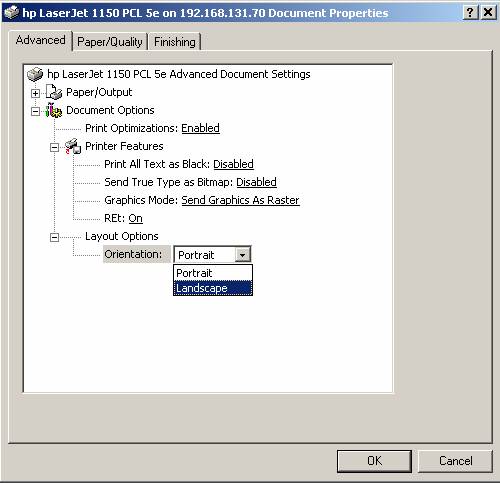 hp LaserJet 1150 PCL 5e on 192.168.131.70 Document Properties
Advanced Paper/Quality Finishing
hp LaserJet 1150 PCL 5e Advanced Document Settings
Paper/Output
Document Options
Print Optimizations: Enabled
Printer Features
Print All Text as Black: Disabled
Send True Type as Bitmap: Disabled
Graphics Mode: Send Graphics As Raster
REt: On
Layout Options
Orientation: Portrait
Portrait
Landscape
OK Cancel